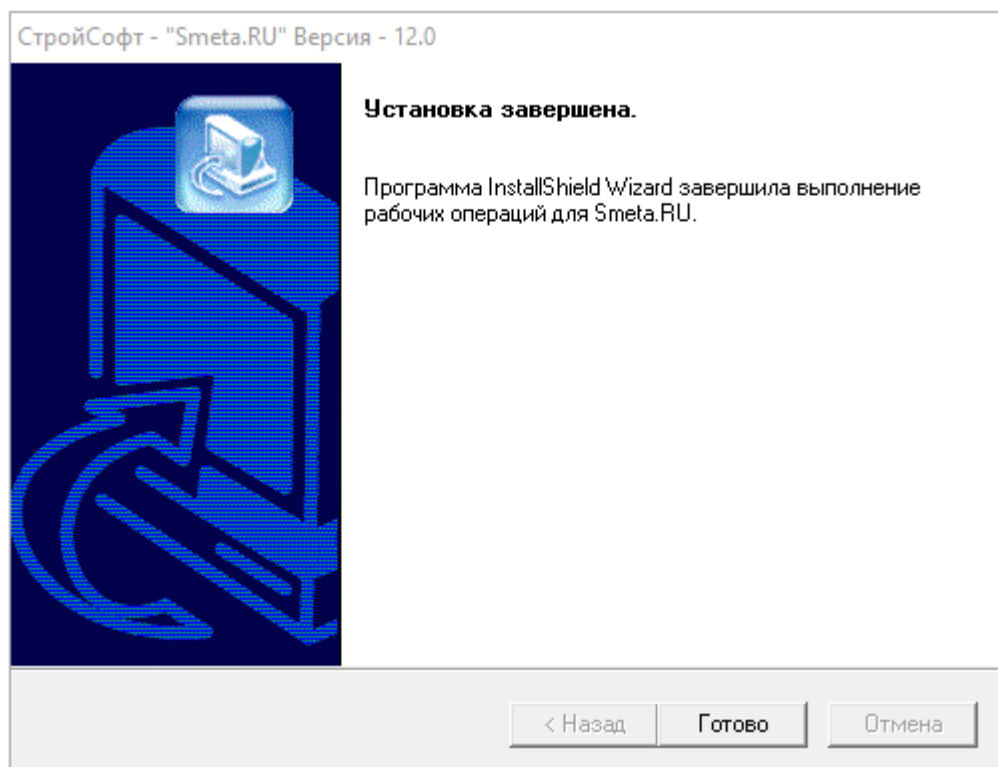 СтройСофт - "Smeta.RU" Версия - 12.0
Установка завершена.
Программа InstallShield Wizard завершила выполнение
рабочих операций для Smeta.RU.
< Назад
Готово
Отмена